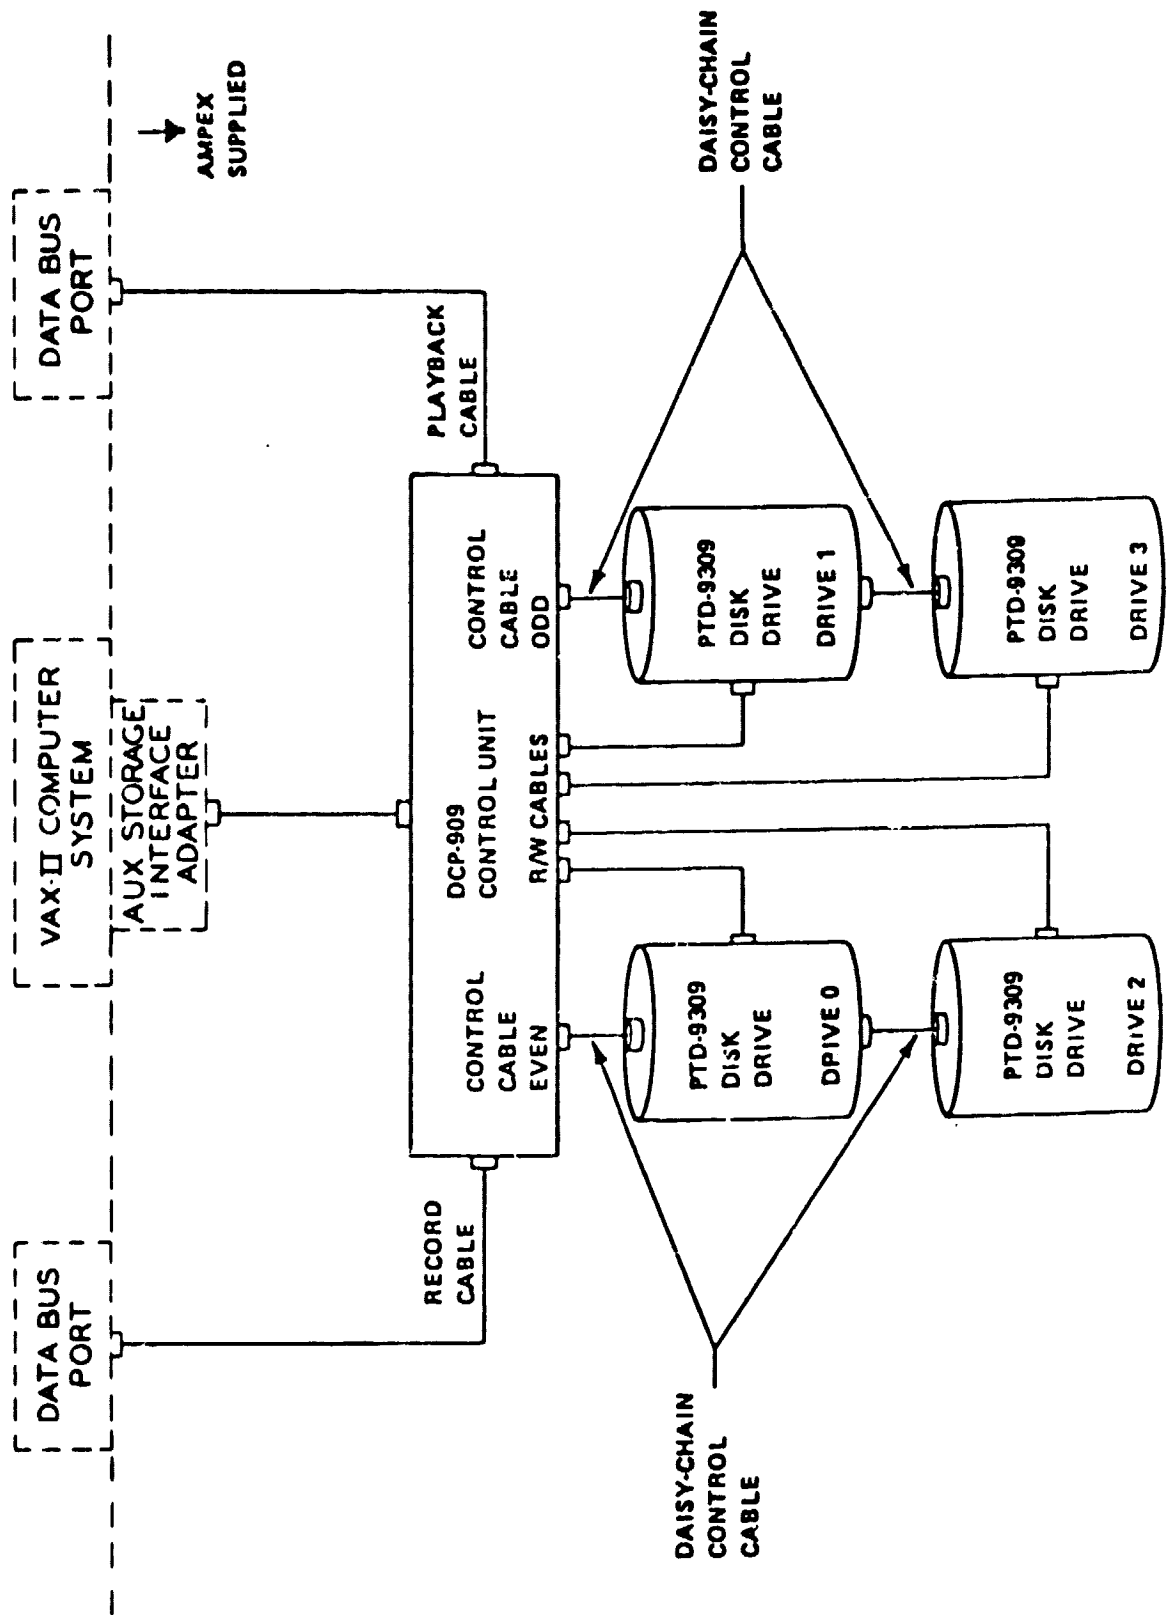 DATA BUS
PORT
VAX-II COMPUTER
SYSTEM
AUX STORAGE
INTERFACE
ADAPTER
DATA BUS
PORT
AMPEX
SUPPLIED
RECORD
CABLE
PLAYBACK
CABLE
CONTROL
CABLE
EVEN
DCP-909
CONTROL UNIT
R/W CABLES
CONTROL
CABLE
ODD
DAISY-CHAIN
CONTROL
CABLE
PTD-9309
DISK
DRIVE
DPIVE 0
PTD-9309
DISK
DRIVE
DRIVE 1
DAISY-CHAIN
CONTROL
CABLE
PTD-9309
DISK
DRIVE
DRIVE 2
PTD-9309
DISK
DRIVE
DRIVE 3